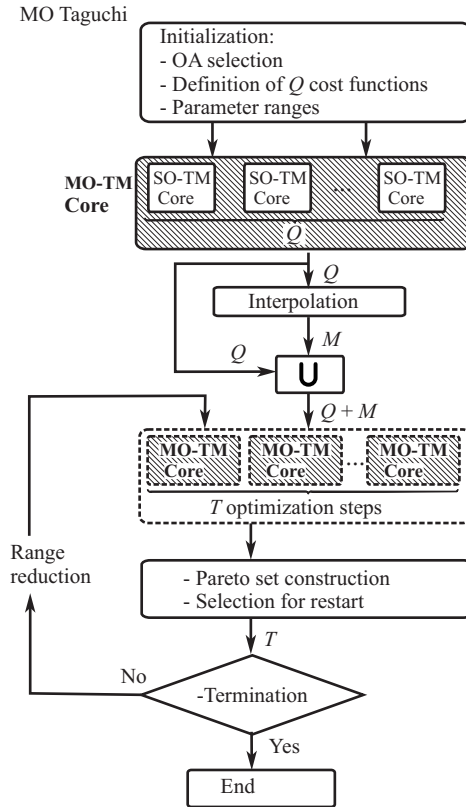 MO Taguchi
Initialization:
- OA selection
- Definition of Q cost functions
- Parameter ranges
MO-TM
Core
SO-TM
Core
SO-TM
Core
...
SO-TM
Core
Q
Q
Interpolation
M
Q
U
Q + M
MO-TM
Core
MO-TM
Core
...
MO-TM
Core
T optimization steps
Range
reduction
- Pareto set construction
- Selection for restart
T
No
-Termination
Yes
End